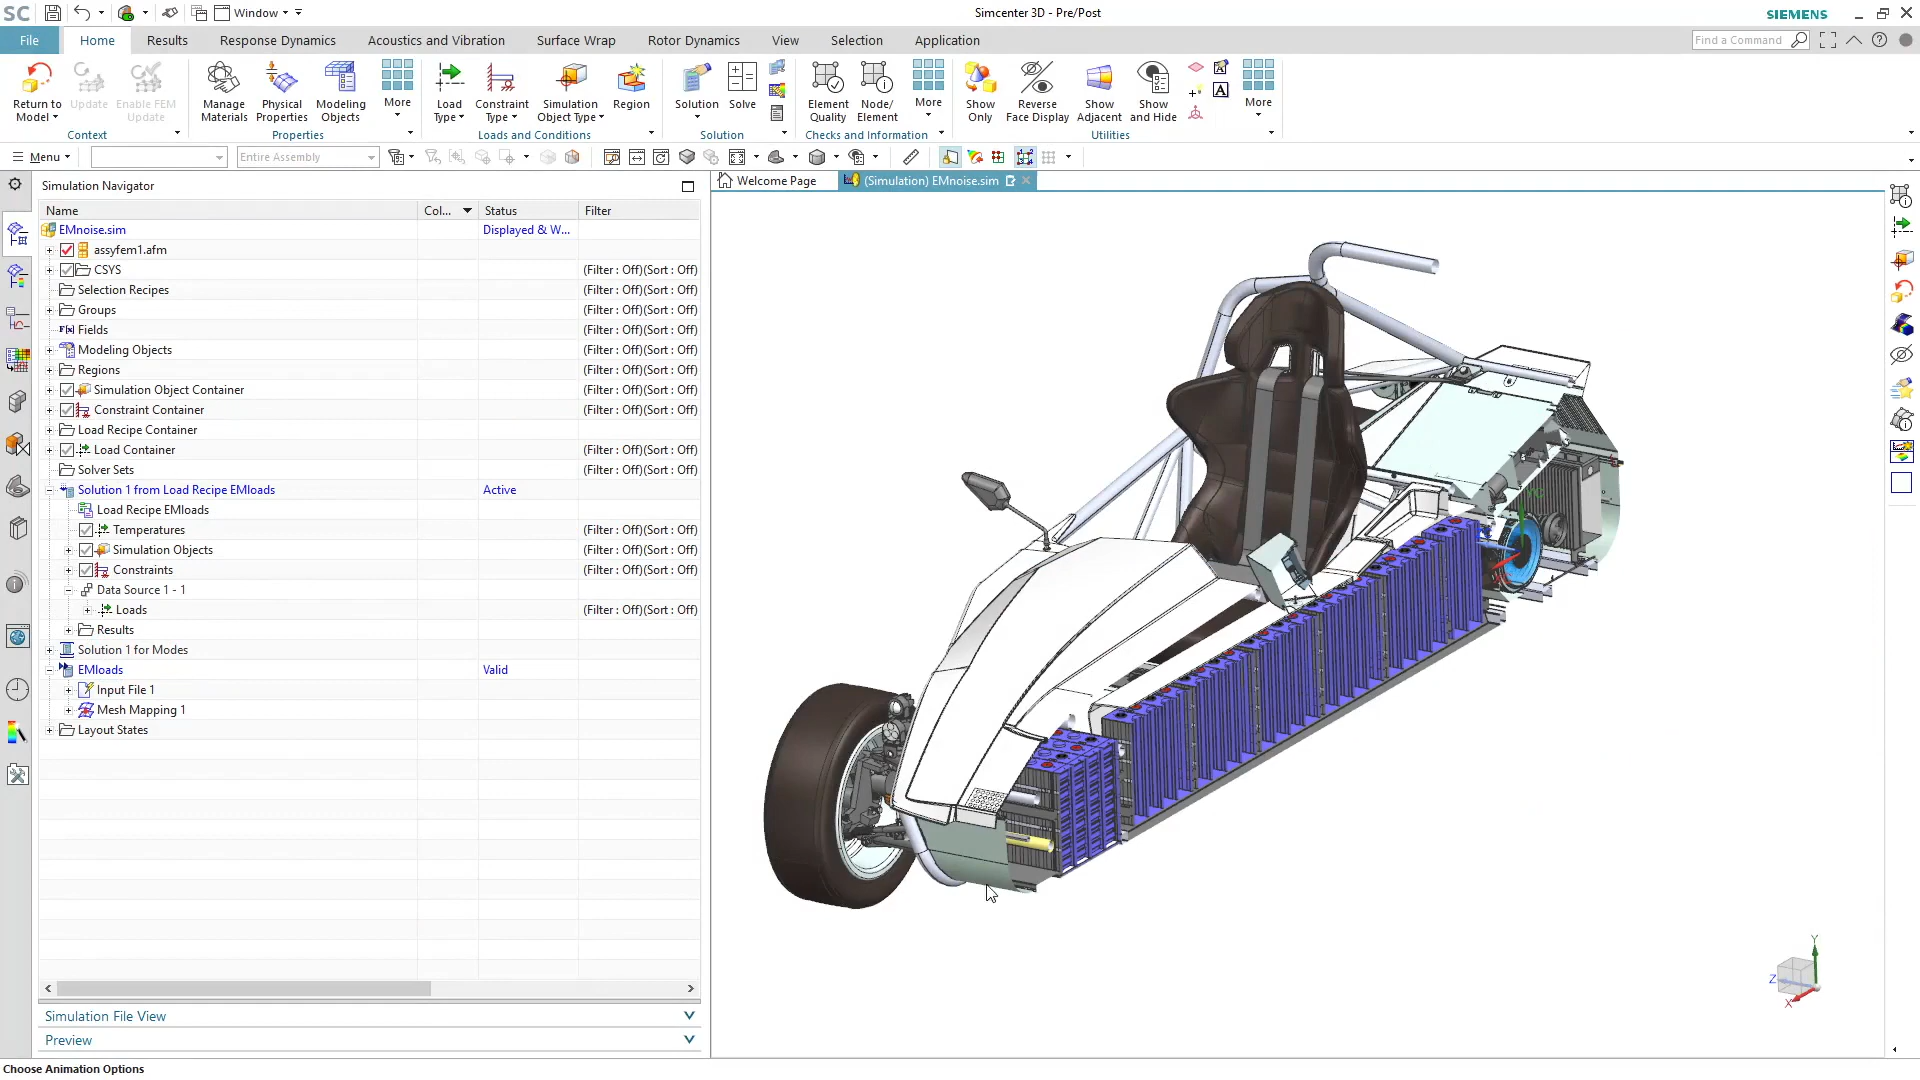 SC Window Simcenter 3D - Pre/Post SIEMENS
File Home Results Response Dynamics Acoustics and Vibration Surface Wrap Rotor Dynamics View Selection Application Find a Command
Return to Model Update Enable FEM Update Manage Materials Physical Properties Modeling Objects More Load Type Constraint Type Simulation Object Type Region Solution Solve Element Quality Node/Element More Show Only Reverse Face Display Show Adjacent Show and Hide More
Context Properties Loads and Conditions Solution Checks and Information Utilities
Menu Entire Assembly
Simulation Navigator Welcome Page (Simulation) EMnoise.sim
Name Col... Status Filter
EMnoise.sim Displayed & W...
assyfem1.afm
CSYS (Filter : Off)(Sort : Off)
Selection Recipes (Filter : Off)(Sort : Off)
Groups (Filter : Off)(Sort : Off)
Fields (Filter : Off)(Sort : Off)
Modeling Objects (Filter : Off)(Sort : Off)
Regions (Filter : Off)(Sort : Off)
Simulation Object Container (Filter : Off)(Sort : Off)
Constraint Container (Filter : Off)(Sort : Off)
Load Recipe Container (Filter : Off)(Sort : Off)
Load Container (Filter : Off)(Sort : Off)
Solver Sets (Filter : Off)(Sort : Off)
Solution 1 from Load Recipe EMloads Active
Load Recipe EMloads
Temperatures (Filter : Off)(Sort : Off)
Simulation Objects (Filter : Off)(Sort : Off)
Constraints (Filter : Off)(Sort : Off)
Data Source 1 - 1
Loads (Filter : Off)(Sort : Off)
Results
Solution 1 for Modes
EMloads Valid
Input File 1
Mesh Mapping 1
Layout States
Simulation File View
Preview
Choose Animation Options
Y
Z
X